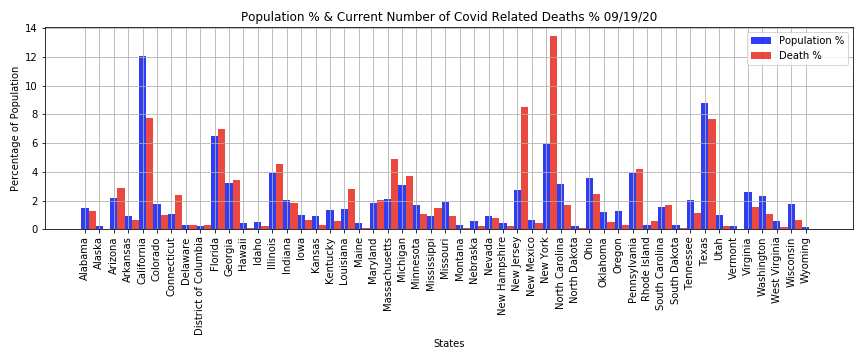 Population % & Current Number of Covid Related Deaths % 09/19/20
Population %
Death %
Percentage of Population
14
12
10
8
6
4
2
0
Alabama
Alaska
Arizona
Arkansas
California
Colorado
Connecticut
Delaware
District of Columbia
Florida
Georgia
Hawaii
Idaho
Illinois
Indiana
Iowa
Kansas
Kentucky
Louisiana
Maine
Maryland
Massachusetts
Michigan
Minnesota
Mississippi
Missouri
Montana
Nebraska
Nevada
New Hampshire
New Jersey
New Mexico
New York
North Carolina
North Dakota
Ohio
Oklahoma
Oregon
Pennsylvania
Rhode Island
South Carolina
South Dakota
Tennessee
Texas
Utah
Vermont
Virginia
Washington
West Virginia
Wisconsin
Wyoming
States